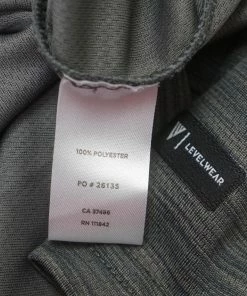 100% POLYESTER
PO # 26135
CA 37496
RN 111842
LEVELWEAR